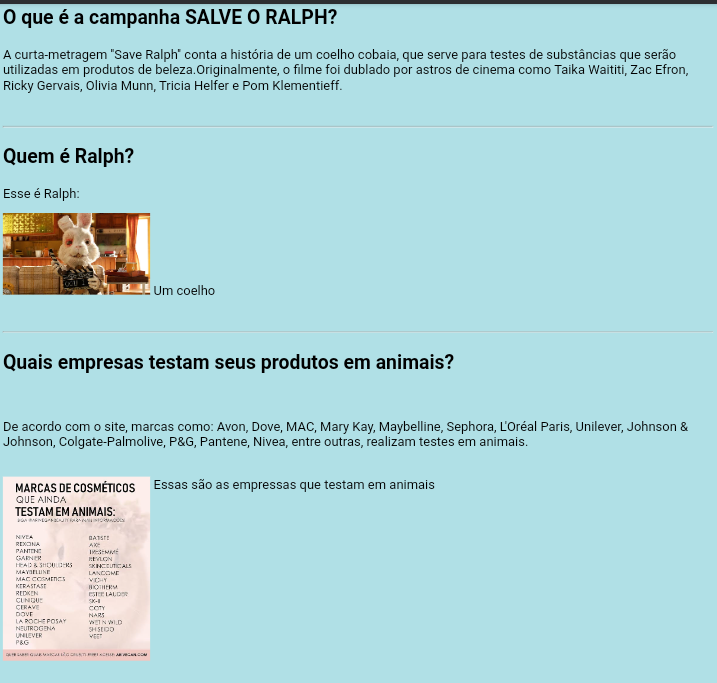 O que é a campanha SALVE O RALPH?
A curta-metragem "Save Ralph" conta a história de um coelho cobaia, que serve para testes de substâncias que serão
utilizadas em produtos de beleza.Originalmente, o filme foi dublado por astros de cinema como Taika Waititi, Zac Efron,
Ricky Gervais, Olivia Munn, Tricia Helfer e Pom Klementieff.
Quem é Ralph?
Esse é Ralph:
Um coelho
Quais empresas testam seus produtos em animais?
De acordo com o site, marcas como: Avon, Dove, MAC, Mary Kay, Maybelline, Sephora, L'Oréal Paris, Unilever, Johnson &
Johnson, Colgate-Palmolive, P&G, Pantene, Nivea, entre outras, realizam testes em animais.
Essas são as empressas que testam em animais
MARCAS DE COSMÉTICOS
QUE AINDA
TESTAM EM ANIMAIS:
NIVEA
REXONA
PANTENE
GARNIER
HEAD & SHOULDERS
MAYBELLINE
MAC COSMETICS
KERASTASE
REDKEN
CLINIQUE
CERAVE
DOVE
LA ROCHE POSAY
NEUTROGENA
UNILEVER
P&G
BATISTE
AXE
TRESEMMÉ
REVLON
SKINCEUTICALS
LANCOME
VICHY
BIOTHERM
ESTEE LAUDER
SK-II
COTY
NARS
WET N WILD
SHISEIDO
VEET